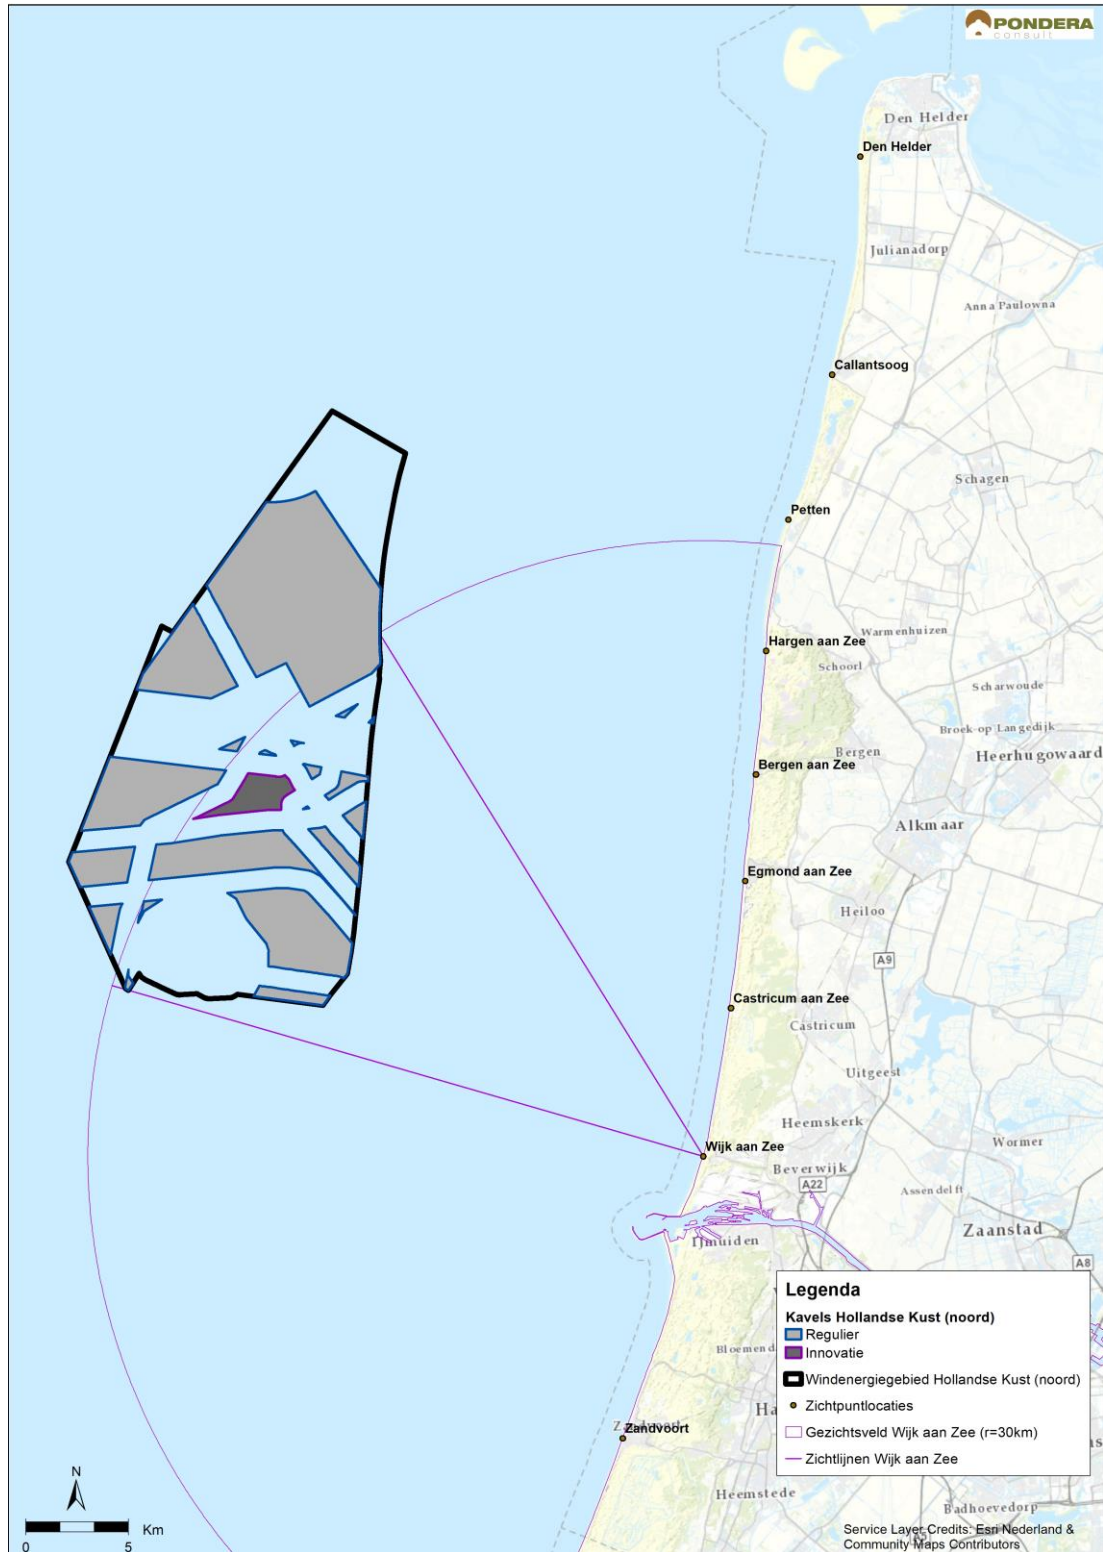 PONDERA
consult
Den Helder
Den Helder
Julianadorp
Anna Paulowna
Callantsoog
Schagen
Petten
Warmenhuizen
Hargen aan Zee
Schoorl
Scharwoude
Broek op Langedijk
Bergen
Heerhugowaard
Bergen aan Zee
Alkmaar
Egmond aan Zee
Heiloo
A9
Castricum aan Zee
Castricum
Uitgeest
Heemskerk
Wormer
Wijk aan Zee
Beverwijk
A22
Assendelft
Zaanstad
IJmuiden
A8
Legenda
Kavels Hollandse Kust (noord)
Regulier
Innovatie
Windenergiegebied Hollandse Kust (noord)
Zichtpuntlocaties
Gezichtsveld Wijk aan Zee (r=30km)
Zichtlijnen Wijk aan Zee
Bloemenda
Ha
Zandvoort
Zandvoort
Heemstede
Badhoevedorp
N
Km
0 5
Service Layer Credits: Esri Nederland &
Community Maps Contributors